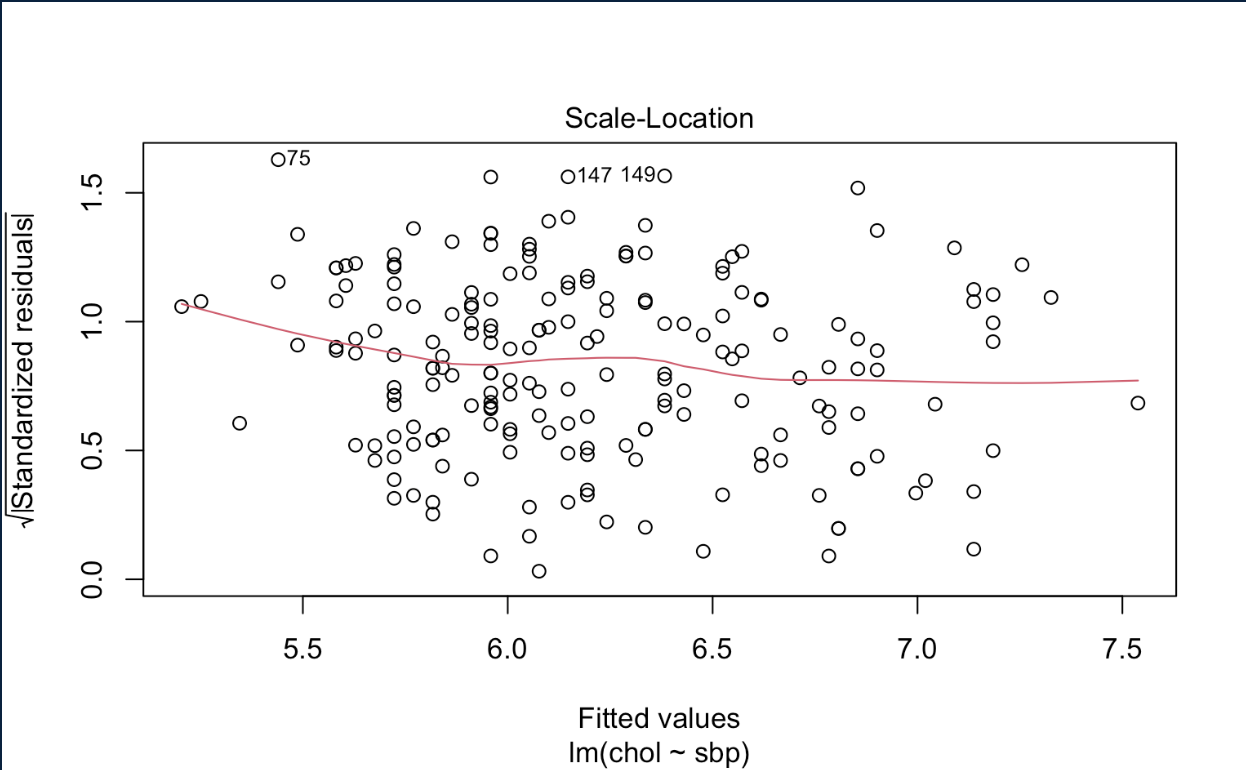 Scale-Location
√|Standardized residuals|
1.5
1.0
0.5
0.0
75
147 149
5.5 6.0 6.5 7.0 7.5
Fitted values
lm(chol ~ sbp)